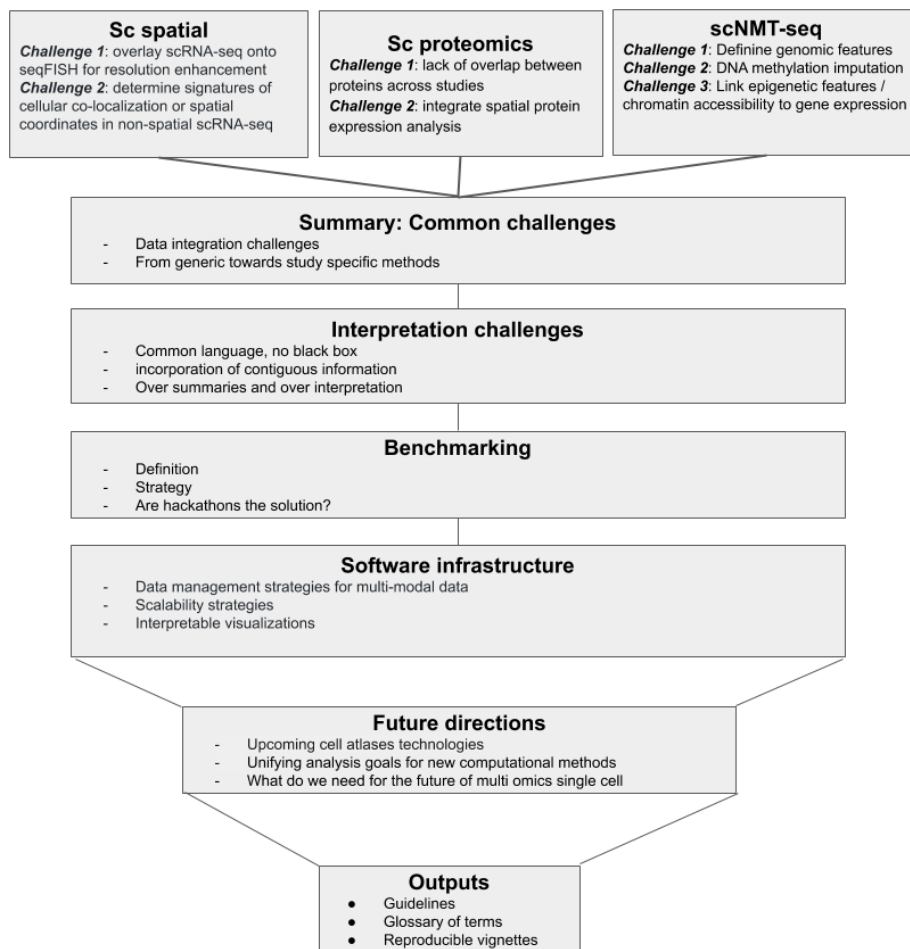 Sc spatial
Challenge 1: overlay scRNA-seq onto
seqFISH for resolution enhancement
Challenge 2: determine signatures of
cellular co-localization or spatial
coordinates in non-spatial scRNA-seq
Sc proteomics
Challenge 1: lack of overlap between
proteins across studies
Challenge 2: integrate spatial protein
expression analysis
scNMT-seq
Challenge 1: Definine genomic features
Challenge 2: DNA methylation imputation
Challenge 3: Link epigenetic features /
chromatin accessibility to gene expression
Summary: Common challenges
- Data integration challenges
- From generic towards study specific methods
Interpretation challenges
- Common language, no black box
- incorporation of contiguous information
- Over summaries and over interpretation
Benchmarking
- Definition
- Strategy
- Are hackathons the solution?
Software infrastructure
- Data management strategies for multi-modal data
- Scalability strategies
- Interpretable visualizations
Future directions
- Upcoming cell atlases technologies
- Unifying analysis goals for new computational methods
- What do we need for the future of multi omics single cell
Outputs
● Guidelines
● Glossary of terms
● Reproducible vignettes